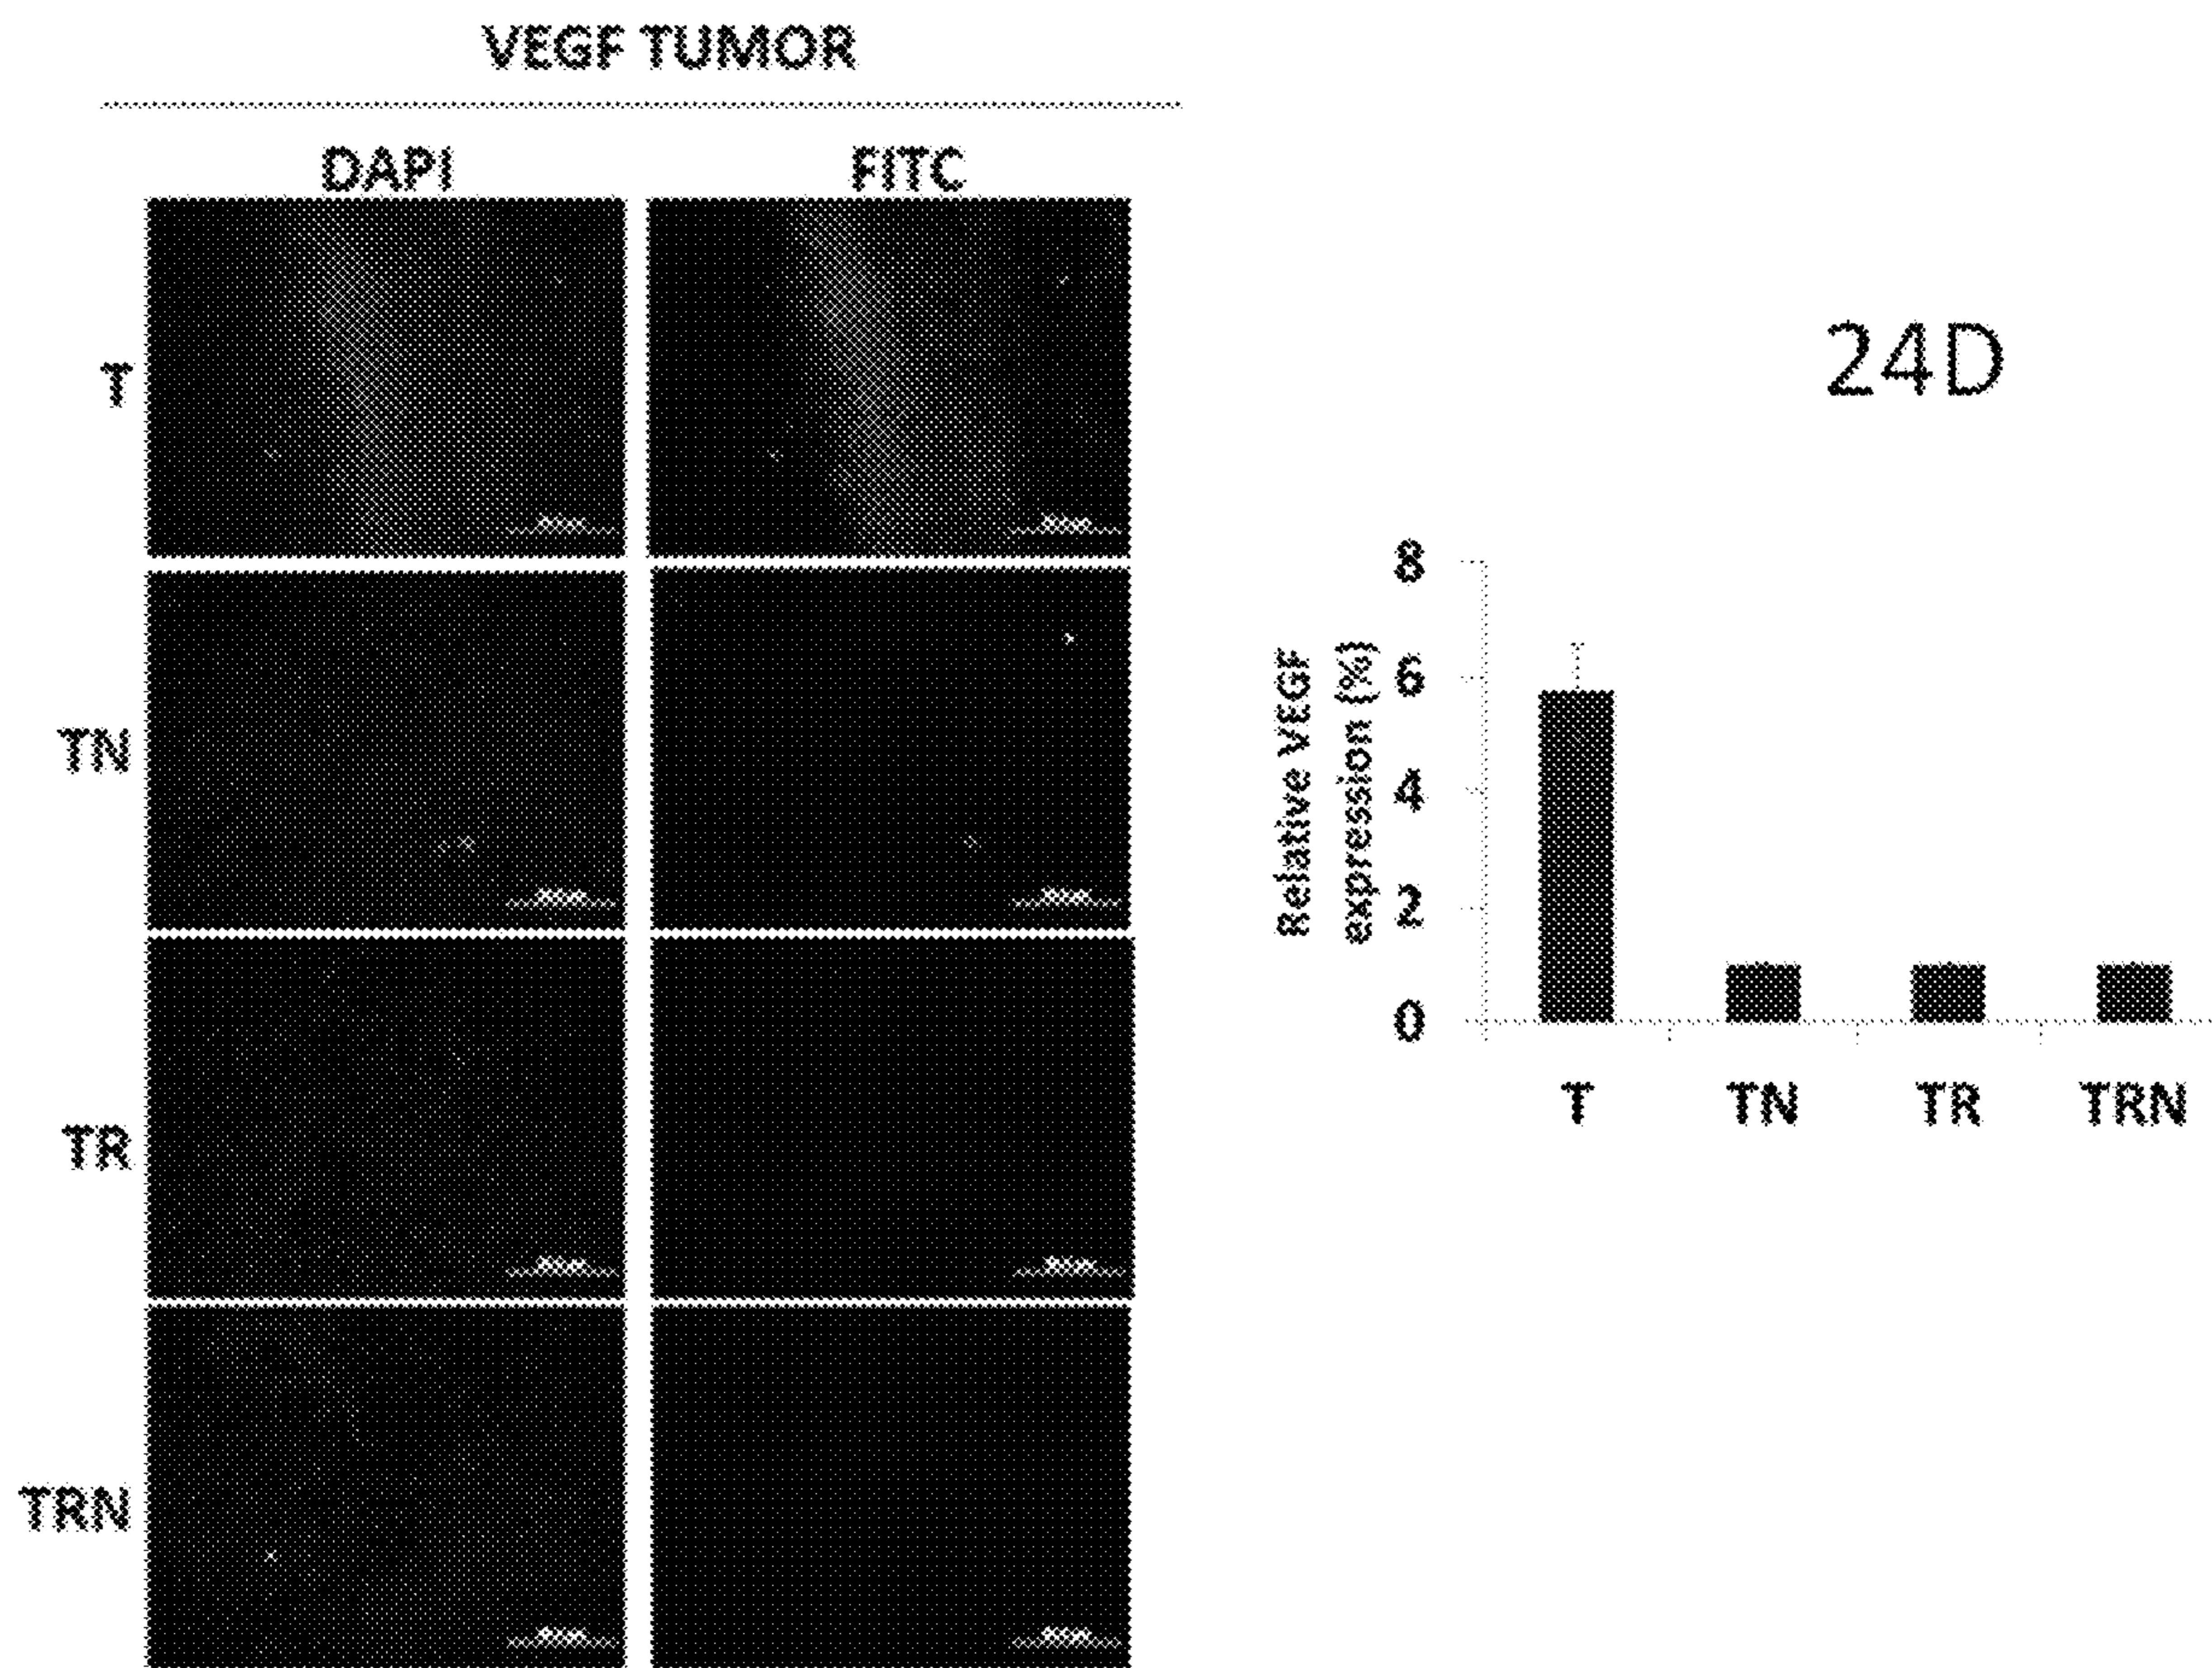 VEGF TUMOR
DAPI FITC
T
TN
TR
TRN
24D
Relative VEGF
expression (%)
8
6
4
2
0
T TN TR TRN